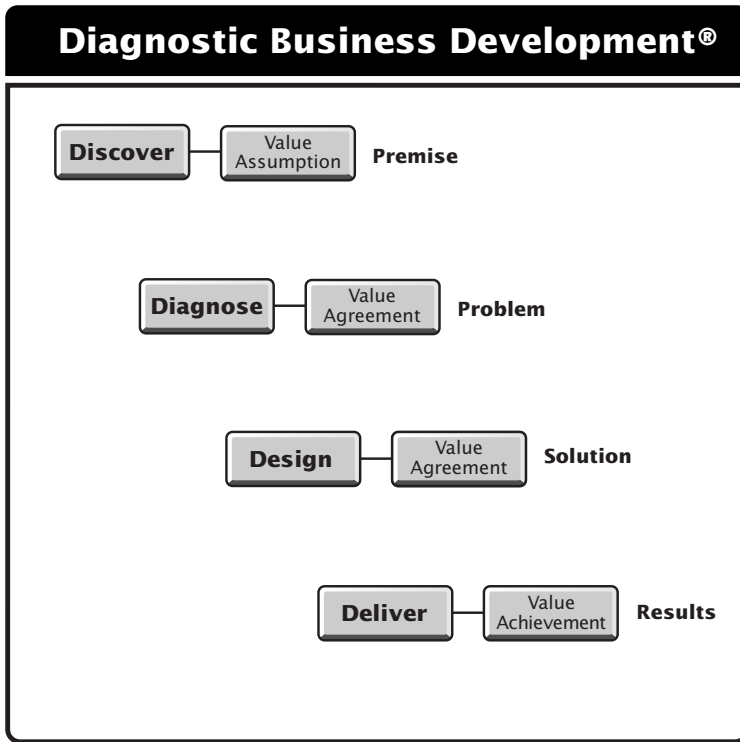 Diagnostic Business Development®
Discover
Value
Assumption
Premise
Diagnose
Value
Agreement
Problem
Design
Value
Agreement
Solution
Deliver
Value
Achievement
Results